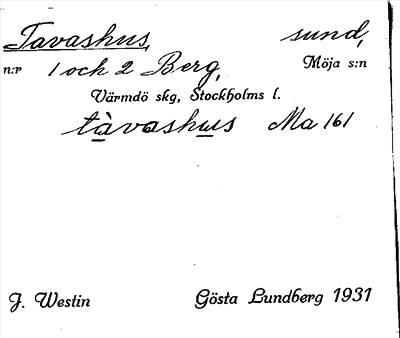 Tavashus, sund,
n:r 1 och 2 Berg, Möja s:n
Värmdö skg, Stockholms l.
tàvashus Ma 161
J. Westin Gösta Lundberg 1931